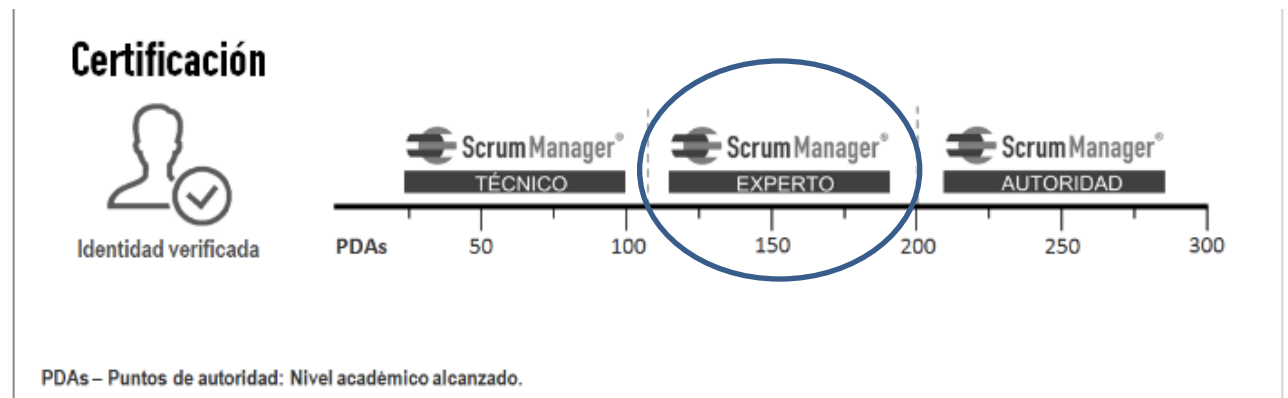 Certificación
ScrumManager®
TÉCNICO
ScrumManager®
EXPERTO
ScrumManager®
AUTORIDAD
Identidad verificada
PDAs 50 100 150 200 250 300
PDAs – Puntos de autoridad: Nivel académico alcanzado.